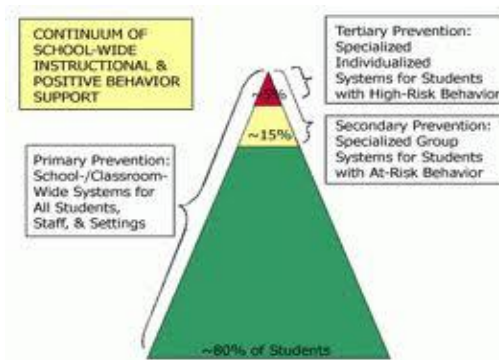 CONTINUUM OF
SCHOOL-WIDE
INSTRUCTIONAL &
POSITIVE BEHAVIOR
SUPPORT
Primary Prevention:
School-/Classroom-
Wide Systems for
All Students,
Staff, & Settings
Tertiary Prevention:
Specialized
Individualized
Systems for Students
with High-Risk Behavior
Secondary Prevention:
Specialized Group
Systems for Students
with At-Risk Behavior
~5%
~15%
~80% of Students